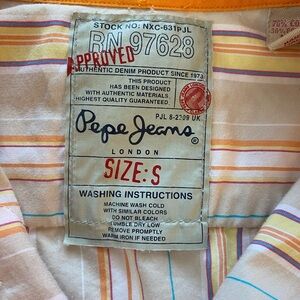 STOCK NO: NXC-631PJL
RN 97628
APPROVED
AUTHENTIC DENIM PRODUCT SINCE 1973
THIS PRODUCT
HAS BEEN DESIGNED
WITH AUTHENTIC MATERIALS
HIGHEST QUALITY GUARANTEED
PJL 8-2309 UK
Pepe Jeans®
LONDON
SIZE: S
WASHING INSTRUCTIONS
MACHINE WASH COLD
WITH SIMILAR COLORS
DO NOT BLEACH
TUMBLE DRY LOW
REMOVE PROMPTLY
WARM IRON IF NEEDED
70% CO